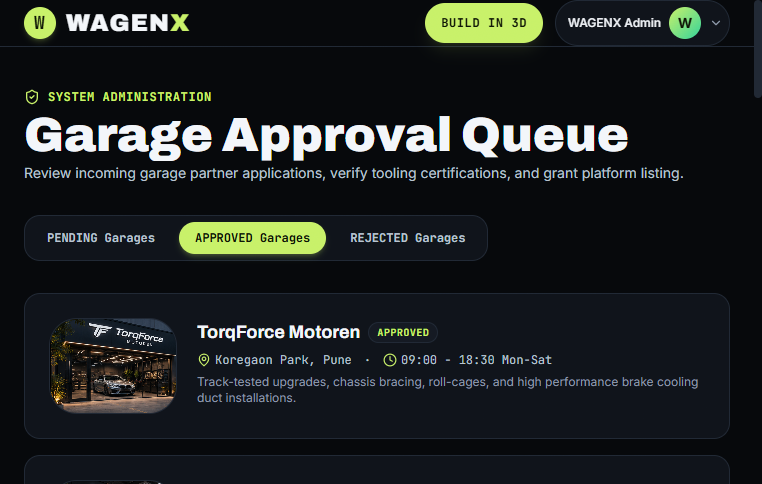 W WAGENX
BUILD IN 3D
WAGENX Admin W
SYSTEM ADMINISTRATION
Garage Approval Queue
Review incoming garage partner applications, verify tooling certifications, and grant platform listing.
PENDING Garages
APPROVED Garages
REJECTED Garages
TorqForce
TorqForce Motoren APPROVED
Koregaon Park, Pune · 09:00 - 18:30 Mon-Sat
Track-tested upgrades, chassis bracing, roll-cages, and high performance brake cooling
duct installations.